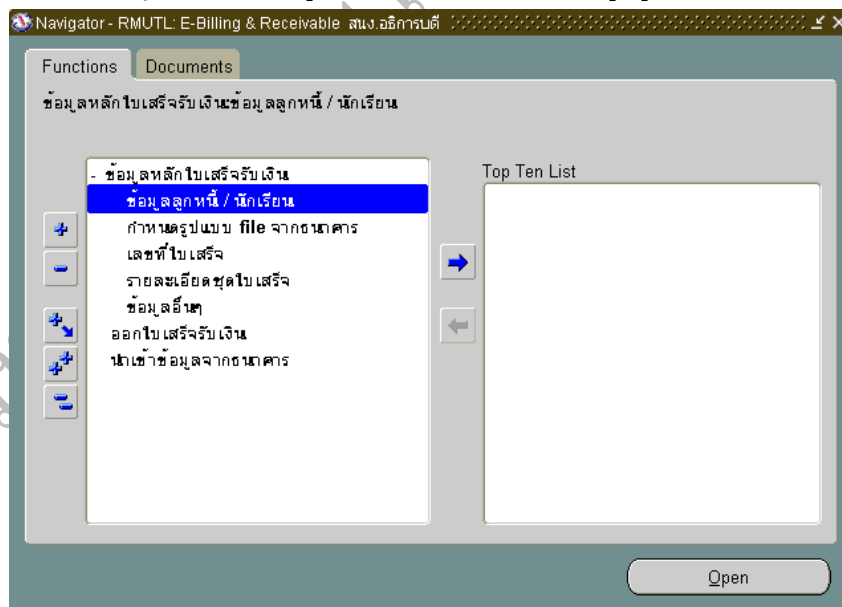 Navigator - RMUTL: E-Billing & Receivable สนง.อธิการบดี
Functions Documents
ข้อมูลหลักใบเสร็จรับเงิน:ข้อมูลลูกหนี้ / นักเรียน
- ข้อมูลหลักใบเสร็จรับเงิน
ข้อมูลลูกหนี้ / นักเรียน
กำหนดรูปแบบ file จากธนาคาร
เลขที่ใบเสร็จ
รายละเอียดชุดใบเสร็จ
ข้อมูลอื่นๆ
ออกใบเสร็จรับเงิน
นำเข้าข้อมูลจากธนาคาร
Top Ten List
Open